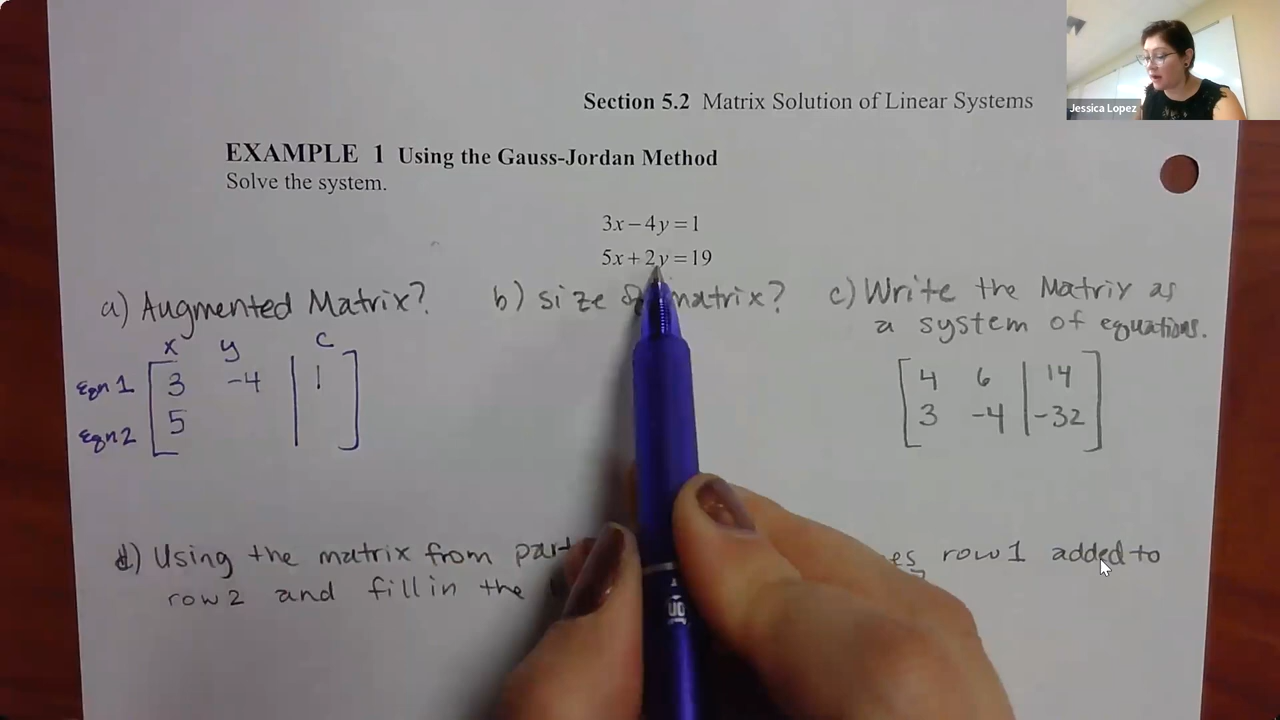 Jessica Lopez
Section 5.2 Matrix Solution of Linear Systems
EXAMPLE 1 Using the Gauss-Jordan Method
Solve the system.
3x − 4y = 1
5x + 2y = 19
a) Augmented Matrix?
b) size matrix?
c) Write the Matrix as
a system of equations.
x y c
Eqn 1 3 -4 | 1
Eqn 2 5
4 6 | 14
3 -4 | -32
d) Using the matrix from part row 1 added to
row 2 and fill in the